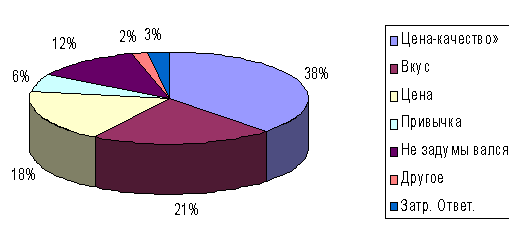 2%
3%
12%
6%
38%
18%
21%
Цена-качество»
Вкус
Цена
Привычка
Не задумывался
Другое
Затр. Ответ.